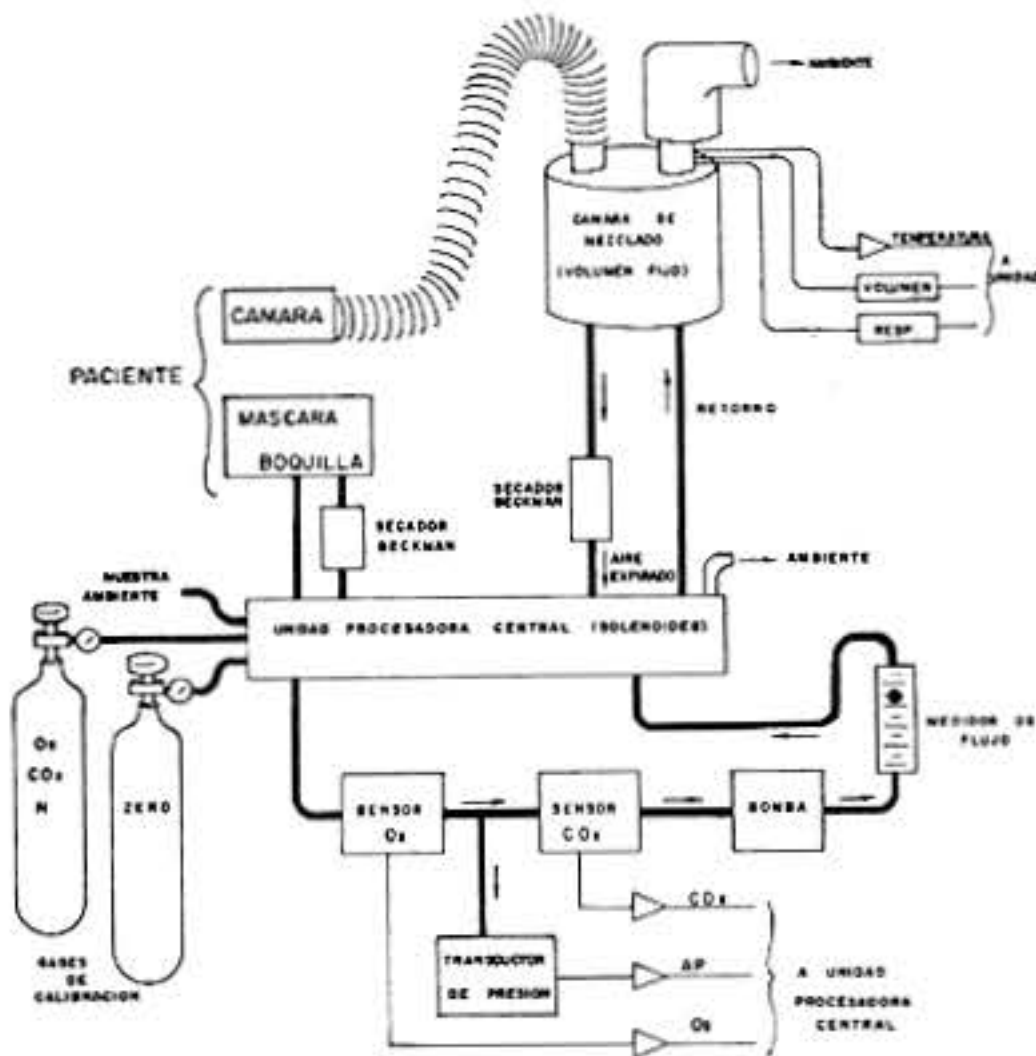 AMBIENTE
CAMARA DE
MEZCLADO
(VOLUMEN FIJO)
TEMPERATURA
A
UNIDAD
VOLUMEN
RESP.
CAMARA
PACIENTE
MASCARA
BOQUILLA
RETORNO
SECADOR
BECKMAN
SECADOR
BECKMAN
AIRE
EXPIRADO
AMBIENTE
MUESTRA
AMBIENTE
UNIDAD PROCESADORA CENTRAL (SOLENOIDES)
MEDIDOR DE
FLUJO
O₂
CO₂
N
ZERO
SENSOR
O₂
SENSOR
CO₂
BOMBA
CO₂
TRANSDUCTOR
DE PRESION
AP
O₂
A UNIDAD
PROCESADORA
CENTRAL
GASES
DE
CALIBRACION